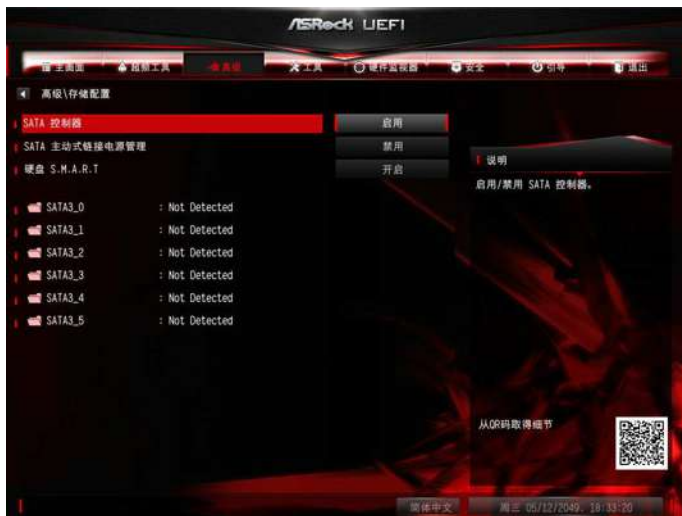 ASRock UEFI
主画面 超频工具 高级 工具 硬件监视器 安全 引导 退出
高级\存储配置
SATA 控制器 启用
SATA 主动式链接电源管理 禁用
硬盘 S.M.A.R.T 开启
说明
启用/禁用 SATA 控制器。
SATA3_0 : Not Detected
SATA3_1 : Not Detected
SATA3_2 : Not Detected
SATA3_3 : Not Detected
SATA3_4 : Not Detected
SATA3_5 : Not Detected
从QR码取得细节
简体中文 周三 05/12/2049, 18:33:20